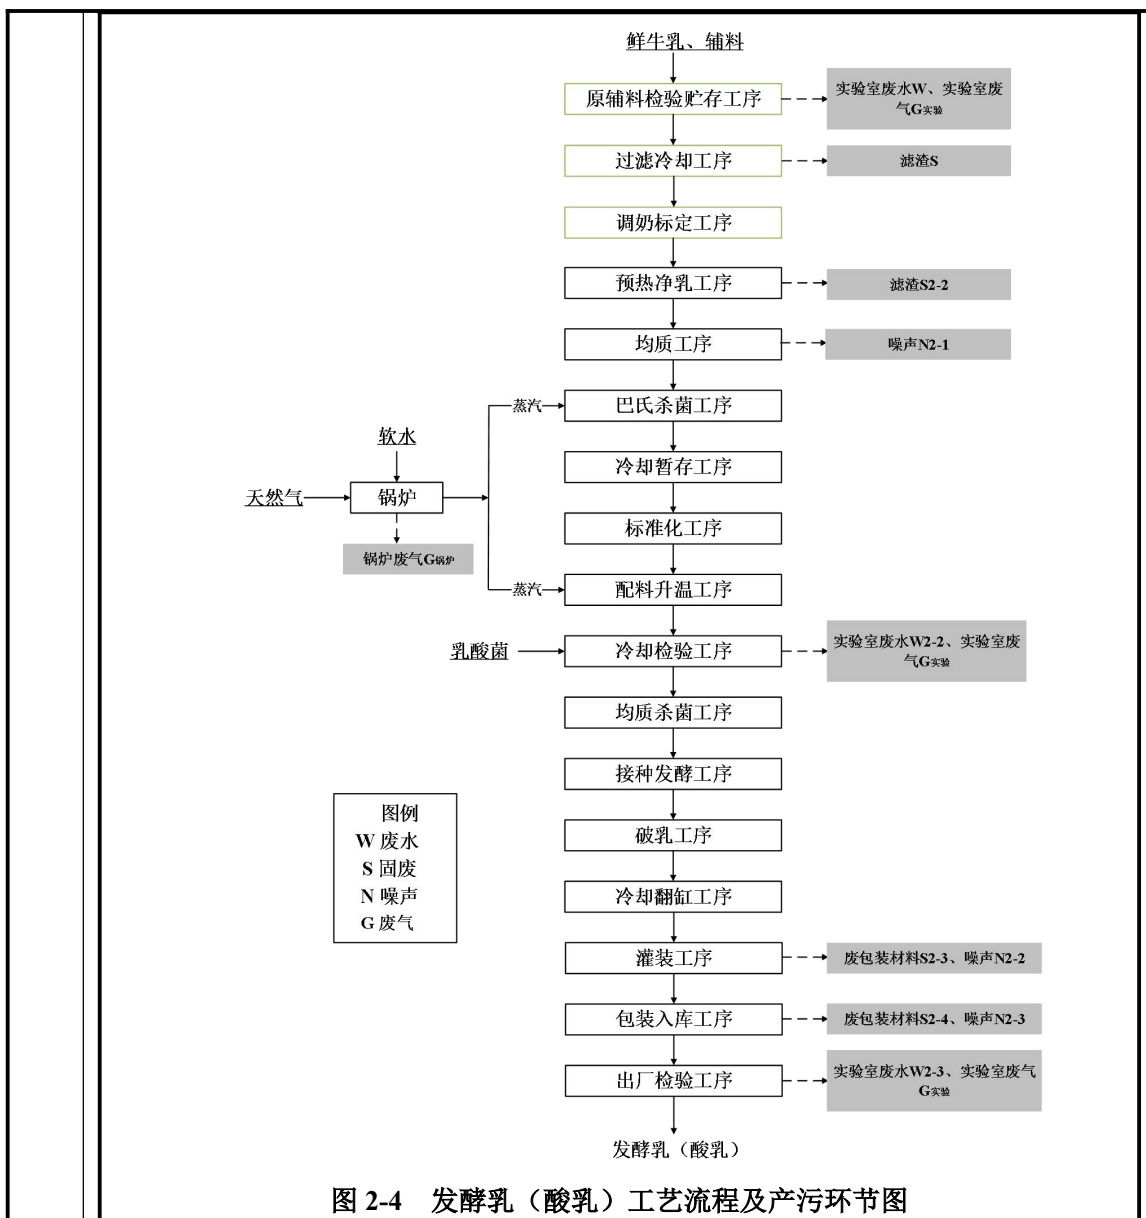 鲜牛乳、辅料
原辅料检验贮存工序
实验室废水W、实验室废
气G实验
过滤冷却工序
滤渣S
调奶标定工序
预热净乳工序
滤渣S2-2
均质工序
噪声N2-1
蒸汽
巴氏杀菌工序
软水
冷却暂存工序
天然气
锅炉
标准化工序
锅炉废气G锅炉
蒸汽
配料升温工序
乳酸菌
冷却检验工序
实验室废水W2-2、实验室废
气G实验
均质杀菌工序
接种发酵工序
图例
W 废水
S 固废
N 噪声
G 废气
破乳工序
冷却翻缸工序
灌装工序
废包装材料S2-3、噪声N2-2
包装入库工序
废包装材料S2-4、噪声N2-3
出厂检验工序
实验室废水W2-3、实验室废气
G实验
发酵乳（酸乳）
图 2-4 发酵乳（酸乳）工艺流程及产污环节图